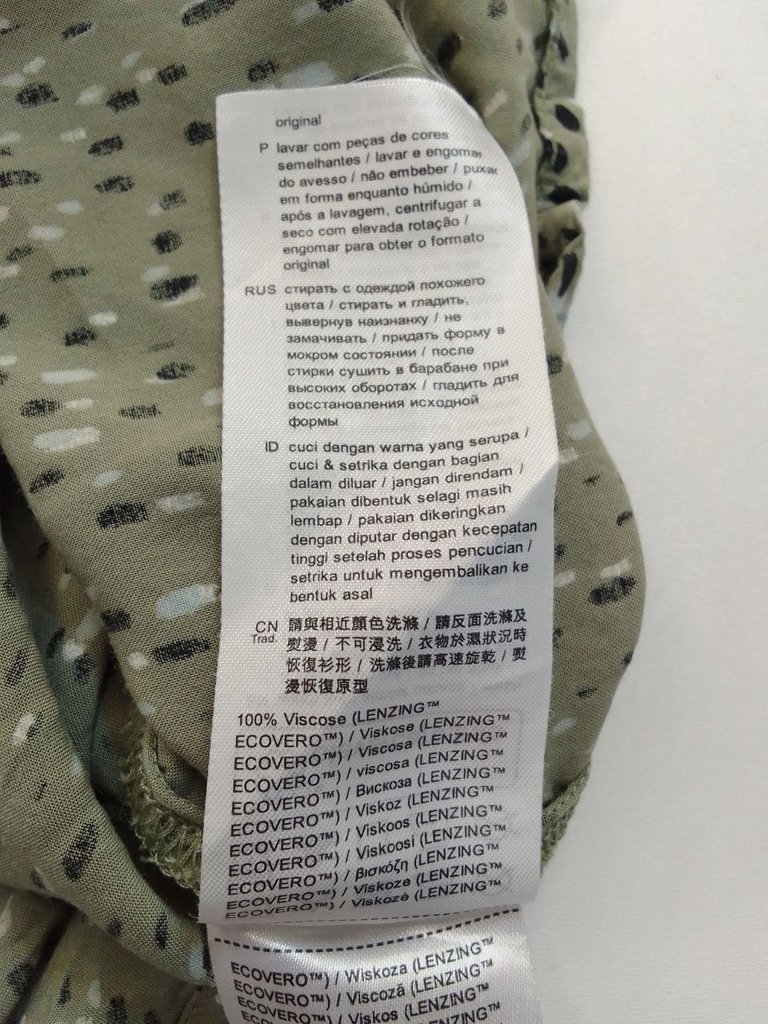 original
P lavar com peças de cores
semelhantes / lavar e engomar
do avesso / não embeber / puxar
em forma enquanto húmido /
após a lavagem, centrifugar a
seco com elevada rotação /
engomar para obter o formato
original
RUS стирать с одеждой похожего
цвета / стирать и гладить,
вывернув наизнанку / не
замачивать / придать форму в
мокром состоянии / после
стирки сушить в барабане при
высоких оборотах / гладить для
восстановления исходной
формы
ID cuci dengan warna yang serupa /
cuci & setrika dengan bagian
dalam diluar / jangan direndam /
pakaian dibentuk selagi masih
lembap / pakaian dikeringkan
dengan diputar dengan kecepatan
tinggi setelah proses pencucian /
setrika untuk mengembalikan ke
bentuk asal
CN Trad. 請與相近顏色洗滌 / 請反面洗滌及
熨燙 / 不可浸洗 / 衣物於濕狀況時
恢復衫形 / 洗滌後請高速旋乾 / 熨
燙恢復原型
100% Viscose (LENZING™
ECOVERO™) / Viskose (LENZING™
ECOVERO™) / Viscosa (LENZING™
ECOVERO™) / viscosa (LENZING™
ECOVERO™) / Вискоза (LENZING™
ECOVERO™) / Viskoz (LENZING™
ECOVERO™) / Viskoos (LENZING™
ECOVERO™) / Viskoosi (LENZING™
ECOVERO™) / βισκόζη (LENZING™
ECOVERO™) / Viskoze (LENZING™
ECOVERO™) / Viskozė (LENZING™
ECOVERO™) / Wiskoza (LENZING™
ECOVERO™) / Viscoză (LENZING™
ECOVERO™) / Viskos (LENZING™